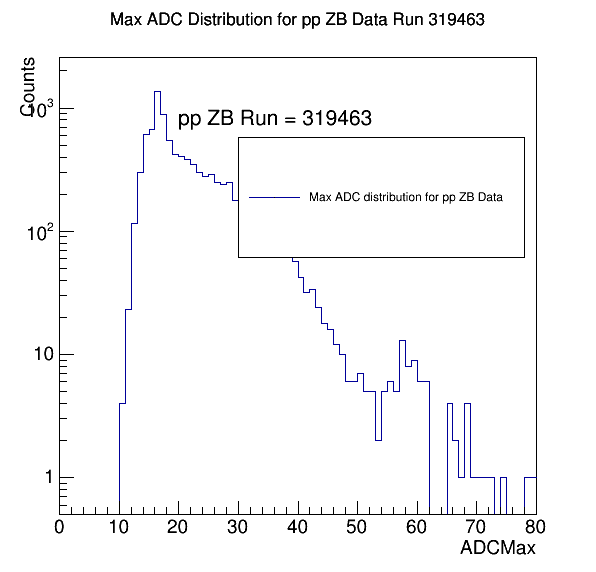 Max ADC Distribution for pp ZB Data Run 319463
Counts
10³
pp ZB Run = 319463
Max ADC distribution for pp ZB Data
10²
10
1
0 10 20 30 40 50 60 70 80
ADCMax